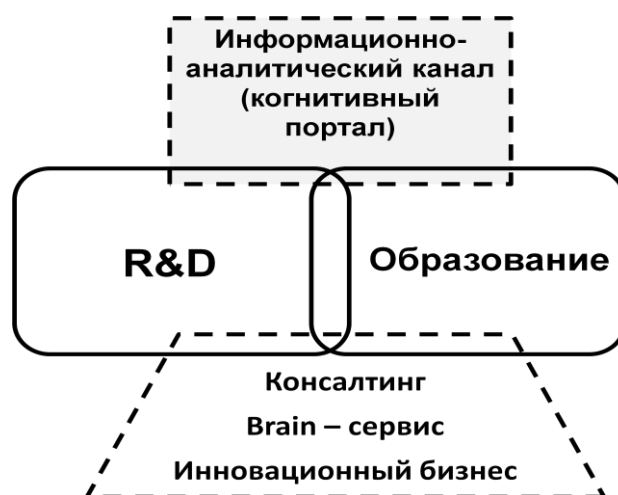 Информационно-
аналитический канал
(когнитивный
портал)
R&D
Образование
Консалтинг
Brain – сервис
Инновационный бизнес